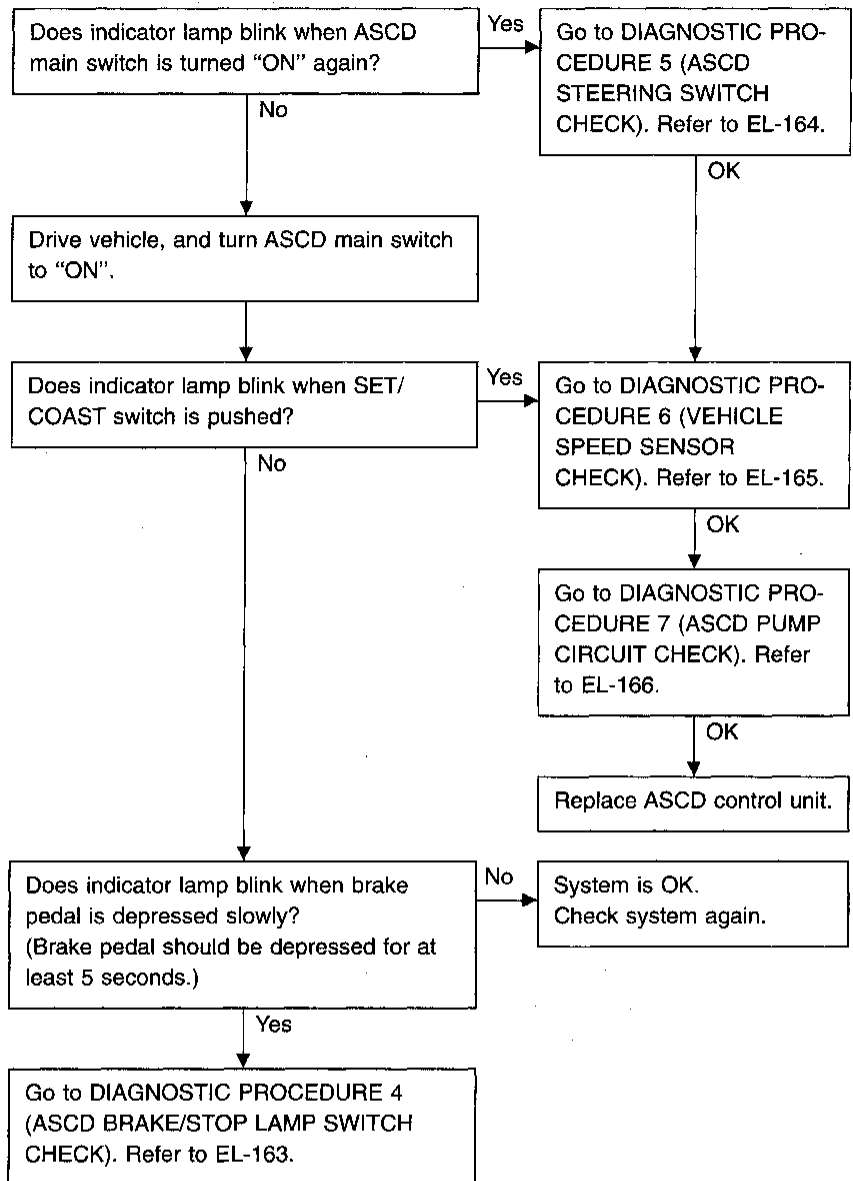 Does indicator lamp blink when ASCD
main switch is turned “ON” again?
Yes
Go to DIAGNOSTIC PRO-
CEDURE 5 (ASCD
STEERING SWITCH
CHECK). Refer to EL-164.
No
OK
Drive vehicle, and turn ASCD main switch
to “ON”.
Does indicator lamp blink when SET/
COAST switch is pushed?
Yes
Go to DIAGNOSTIC PRO-
CEDURE 6 (VEHICLE
SPEED SENSOR
CHECK). Refer to EL-165.
No
OK
Go to DIAGNOSTIC PRO-
CEDURE 7 (ASCD PUMP
CIRCUIT CHECK). Refer
to EL-166.
OK
Replace ASCD control unit.
Does indicator lamp blink when brake
pedal is depressed slowly?
(Brake pedal should be depressed for at
least 5 seconds.)
No
System is OK.
Check system again.
Yes
Go to DIAGNOSTIC PROCEDURE 4
(ASCD BRAKE/STOP LAMP SWITCH
CHECK). Refer to EL-163.